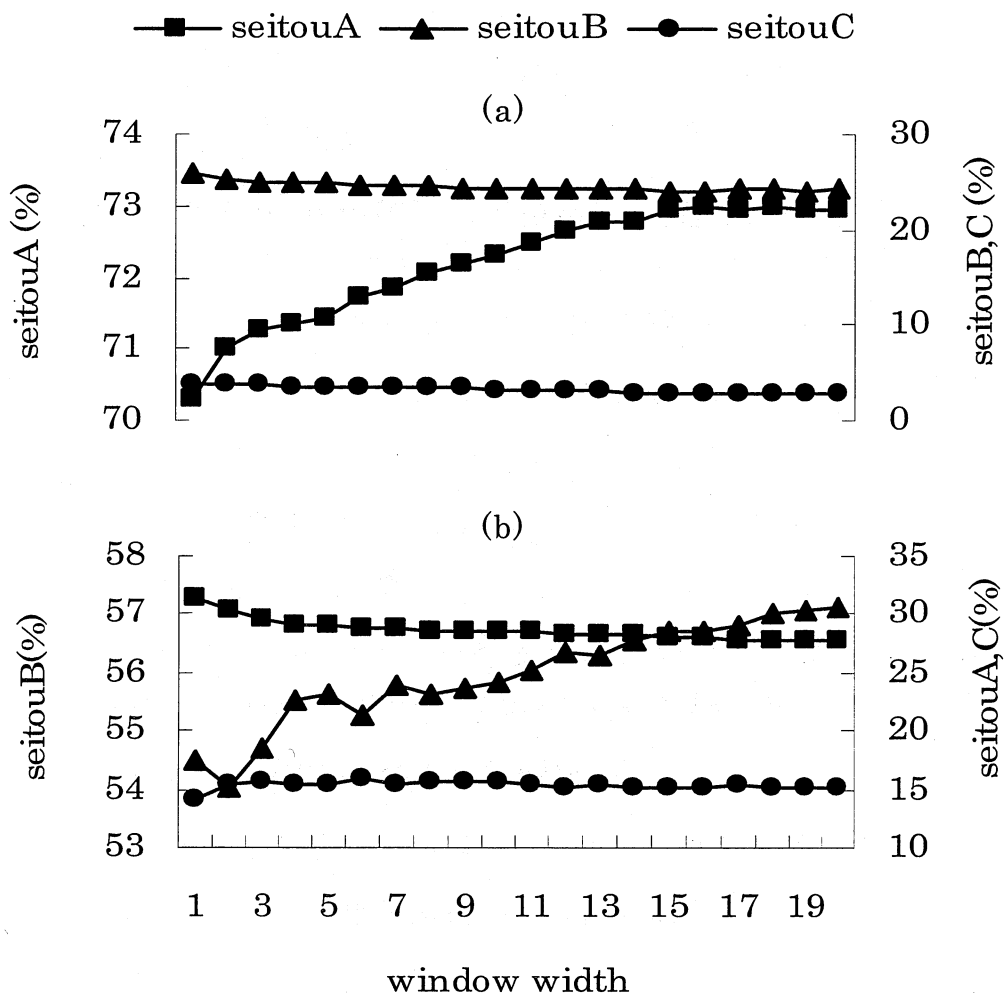 seitouA seitouB seitouC
(a)
74
73
72
71
70
seitouA (%)
30
20
10
0
seitouB,C (%)
(b)
58
57
56
55
54
53
seitouB(%)
35
30
25
20
15
10
seitouA,C(%)
1 3 5 7 9 11 13 15 17 19
window width